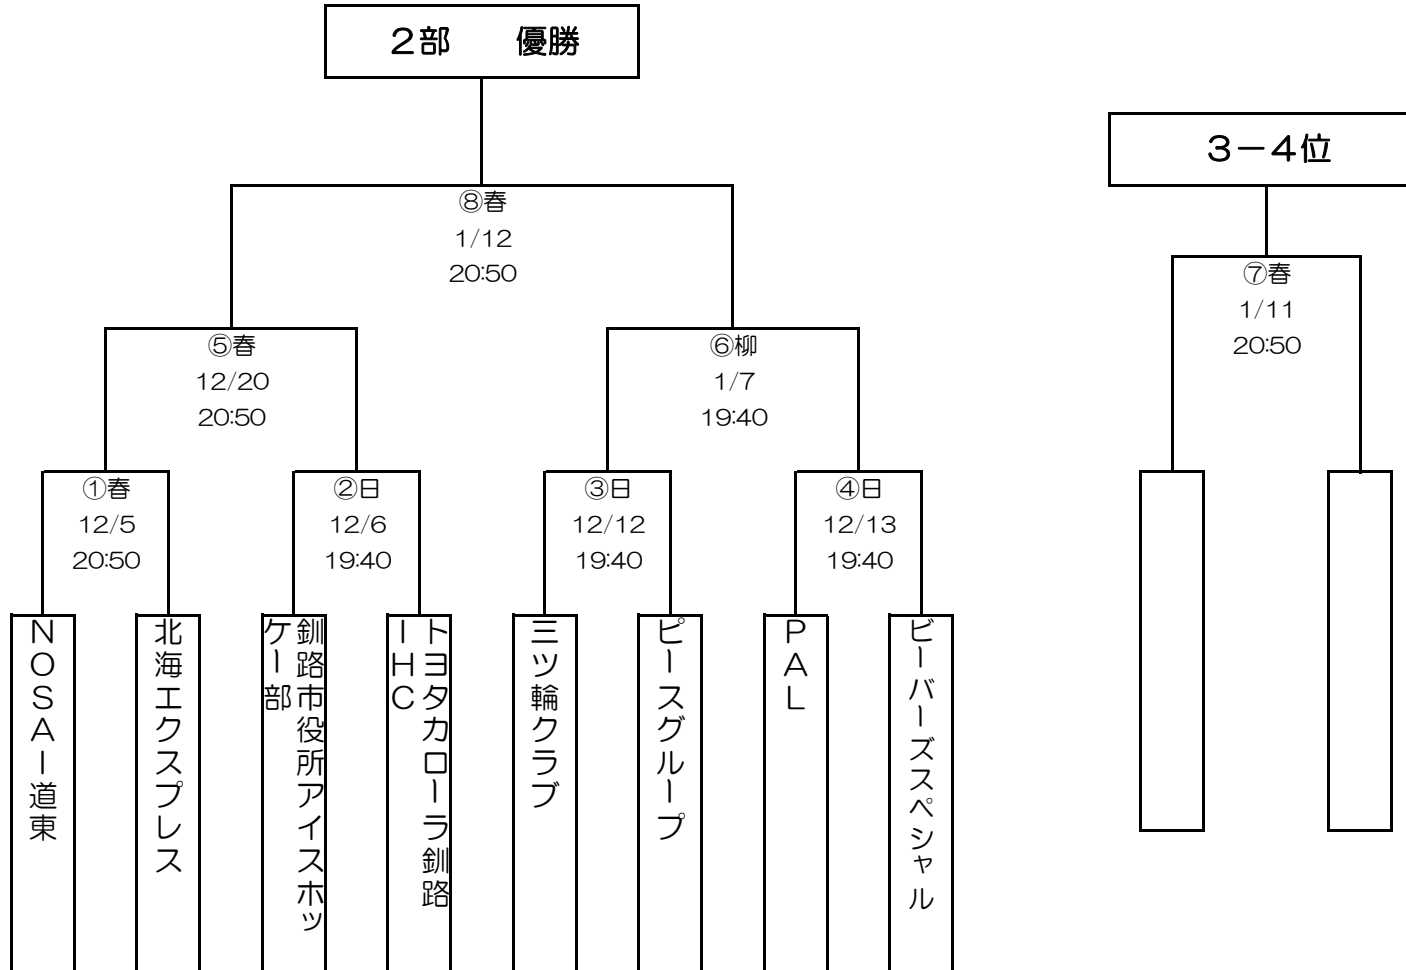 ２部　　優勝
３－４位
⑧春
1/12
20:50
⑦春
1/11
20:50
⑤春
12/20
20:50
⑥柳
1/7
19:40
①春
12/5
20:50
②日
12/6
19:40
③日
12/12
19:40
④日
12/13
19:40
ＮＯＳＡＩ道東
北海エクスプレス
釧路市役所アイスホッ
ケー部
トヨタカローラ釧路
ＩＨＣ
三ツ輪クラブ
ピースグループ
ＰＡＬ
ビーバーズスペシャル